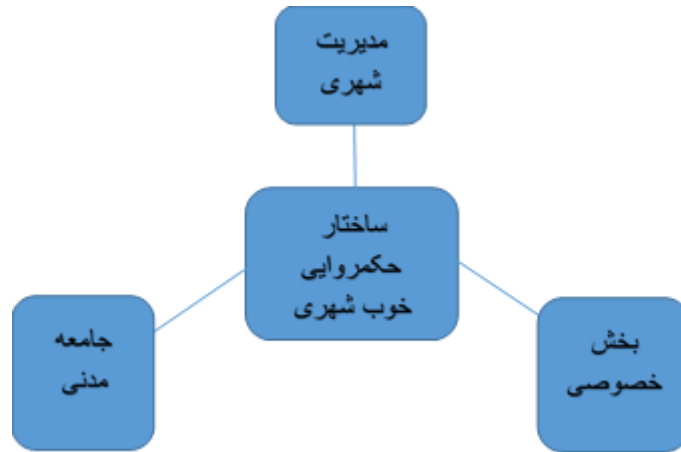 مدیریت
شهری
ساختار
حکمروایی
خوب شهری
جامعه
مدنی
بخش
خصوصی